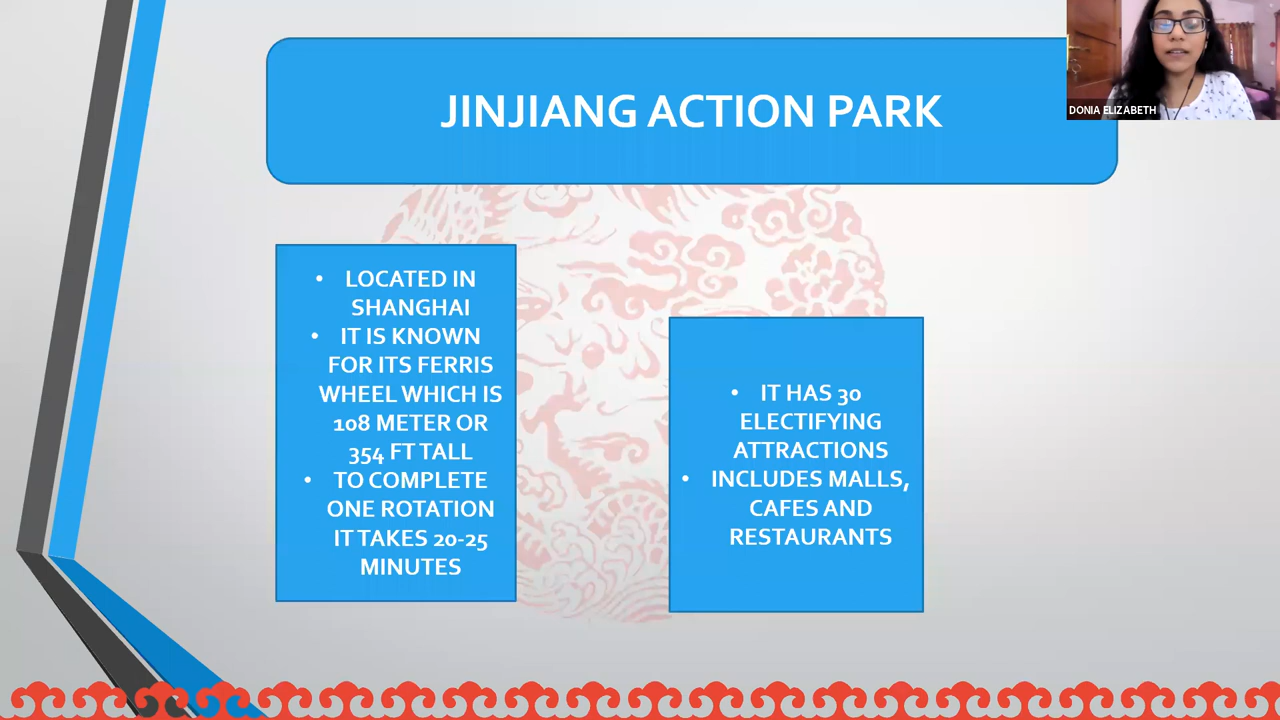 JINJIANG ACTION PARK
DONIA ELIZABETH
• LOCATED IN
SHANGHAI
• IT IS KNOWN
FOR ITS FERRIS
WHEEL WHICH IS
108 METER OR
354 FT TALL
• TO COMPLETE
ONE ROTATION
IT TAKES 20-25
MINUTES
• IT HAS 30
ELECTIFYING
ATTRACTIONS
• INCLUDES MALLS,
CAFES AND
RESTAURANTS